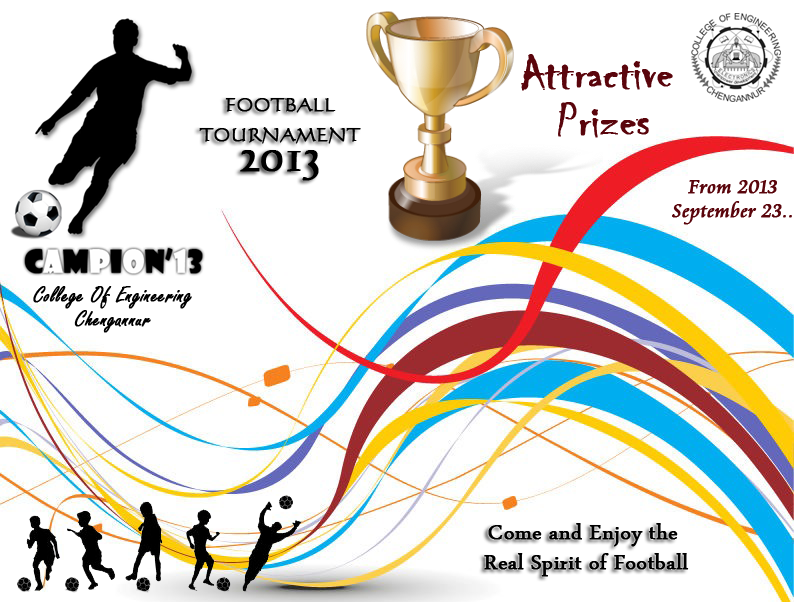 FOOTBALL
TOURNAMENT
2013
Attractive
Prizes
COLLEGE OF ENGINEERING
ELECTRONICS
CHENGANNUR
From 2013
September 23..
CAMPION'13
College Of Engineering
Chengannur
Come and Enjoy the
Real Spirit of Football